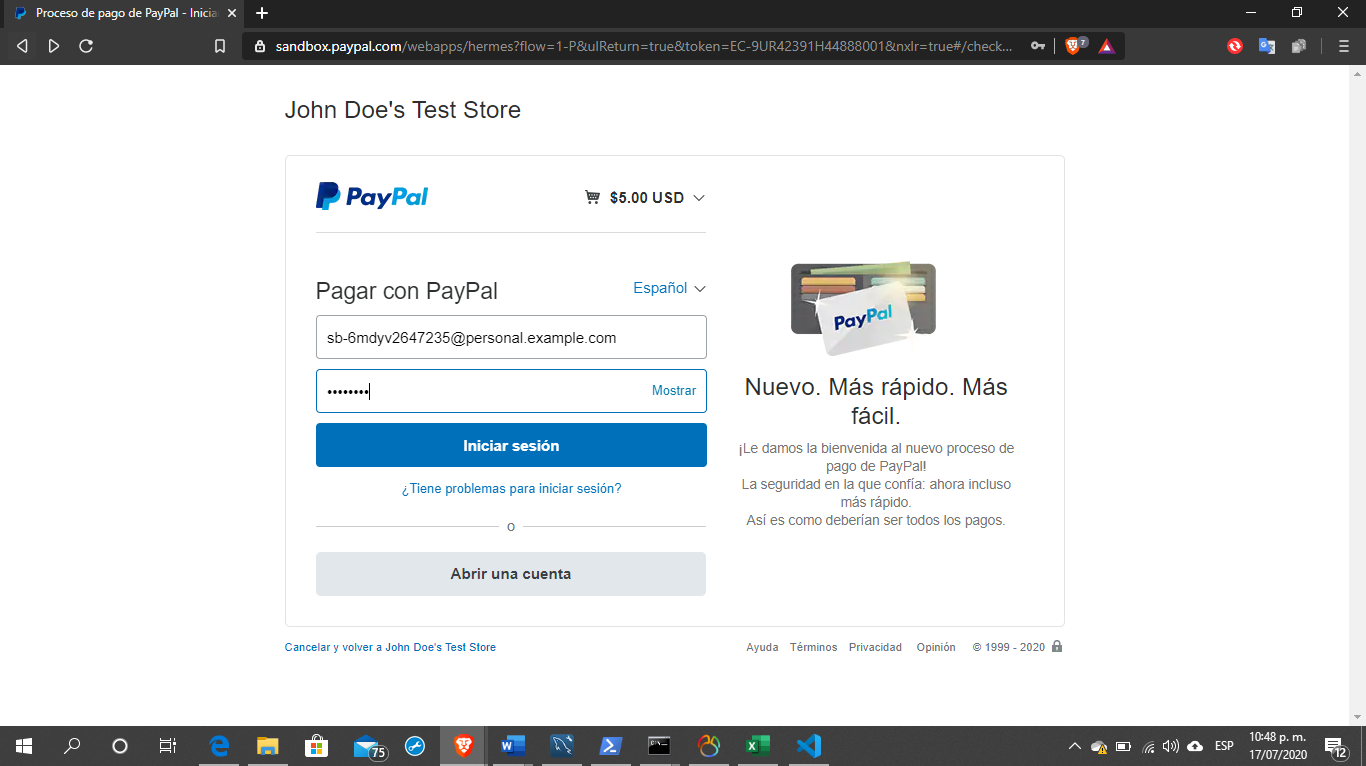 Proceso de pago de PayPal - Inicia
sandbox.paypal.com/webapps/hermes?flow=1-P&ulReturn=true&token=EC-9UR42391H44888001&nxlr=true#/check...
7
John Doe's Test Store
PayPal
$5.00 USD
Pagar con PayPal
Español
sb-6mdyv2647235@personal.example.com
••••••••
Mostrar
Iniciar sesión
¿Tiene problemas para iniciar sesión?
o
Abrir una cuenta
PayPal
Nuevo. Más rápido. Más
fácil.
¡Le damos la bienvenida al nuevo proceso de
pago de PayPal!
La seguridad en la que confía: ahora incluso
más rápido.
Así es como deberían ser todos los pagos.
Cancelar y volver a John Doe's Test Store
Ayuda Términos Privacidad Opinión © 1999 - 2020
75
ESP
10:48 p. m.
17/07/2020
12